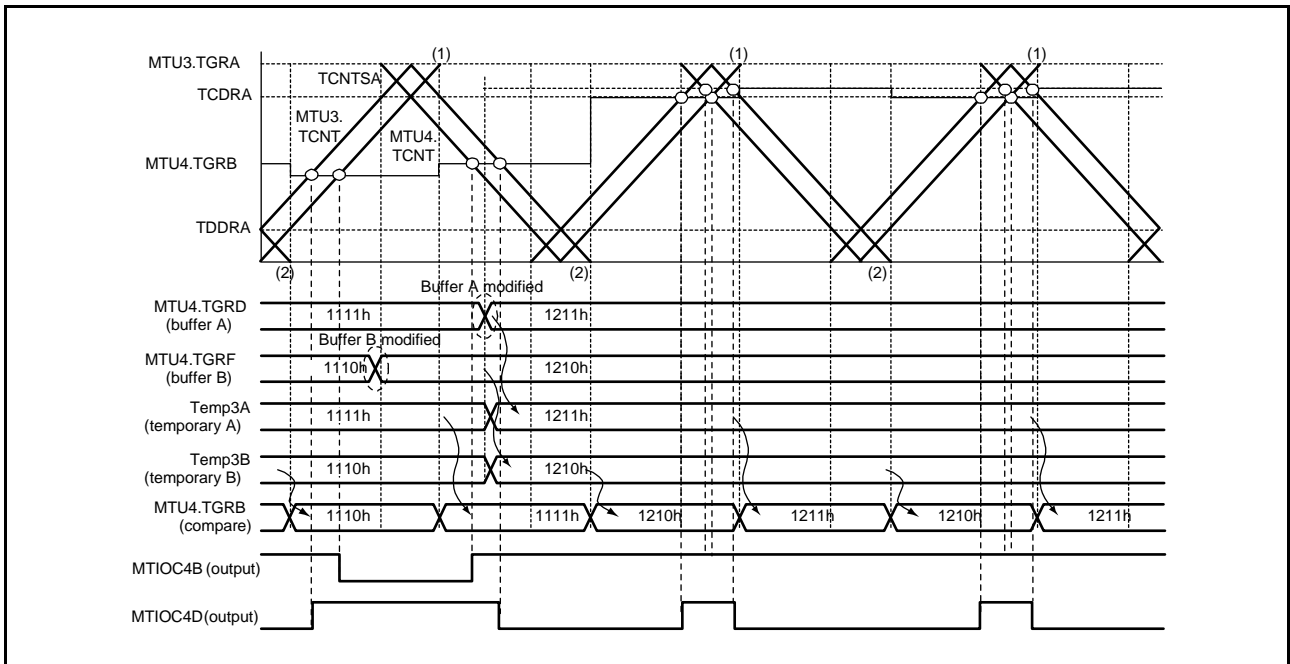 MTU3.TGRA
TCDRA
MTU4.TGRB
TDDRA
(1)
(1)
(1)
TCNTSA
MTU3.
TCNT
MTU4.
TCNT
(2)
(2)
(2)
Buffer A modified
MTU4.TGRD
(buffer A)
1111h
1211h
Buffer B modified
MTU4.TGRF
(buffer B)
1110h
1210h
Temp3A
(temporary A)
1111h
1211h
Temp3B
(temporary B)
1110h
1210h
MTU4.TGRB
(compare)
1110h
1111h
1210h
1211h
1210h
1211h
MTIOC4B (output)
MTIOC4D(output)